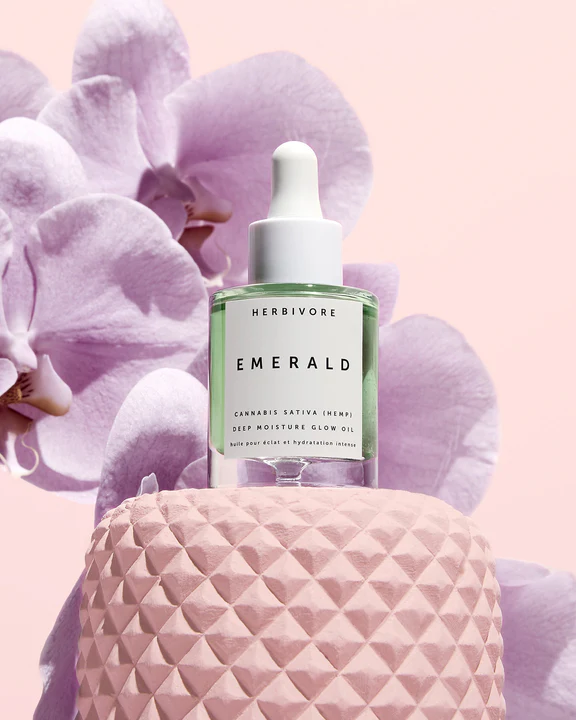 HERBIVORE
EMERALD
CANNABIS SATIVA (HEMP)
DEEP MOISTURE GLOW OIL
huile pour éclat et hydratation intense